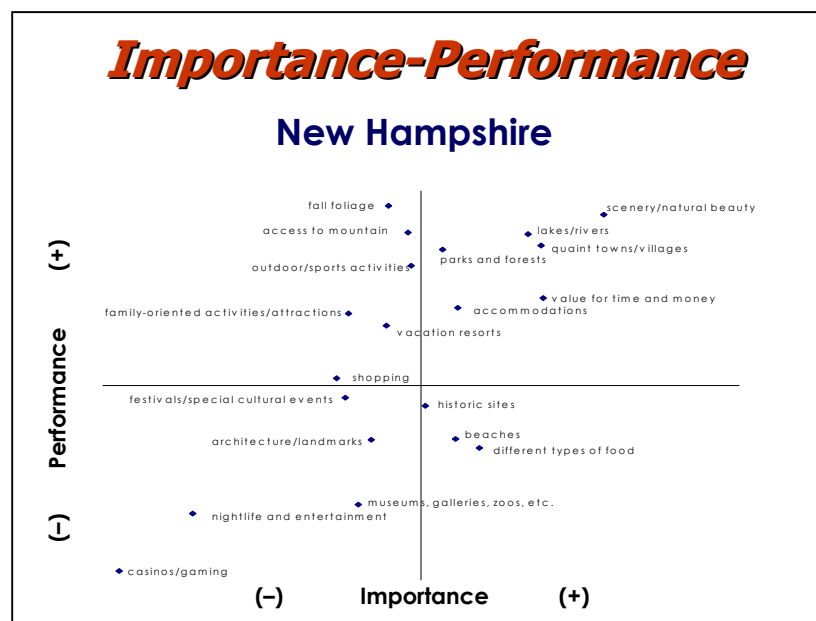 Importance-Performance
New Hampshire
fall foliage
scenery/natural beauty
access to mountain
lakes/rivers
quaint towns/villages
parks and forests
outdoor/sports activities
(+)
value for time and money
family-oriented activities/attractions
accommodations
vacation resorts
shopping
Performance
festivals/special cultural events
historic sites
architecture/landmarks
beaches
different types of food
museums, galleries, zoos, etc.
nightlife and entertainment
(–)
casinos/gaming
(–) Importance (+)